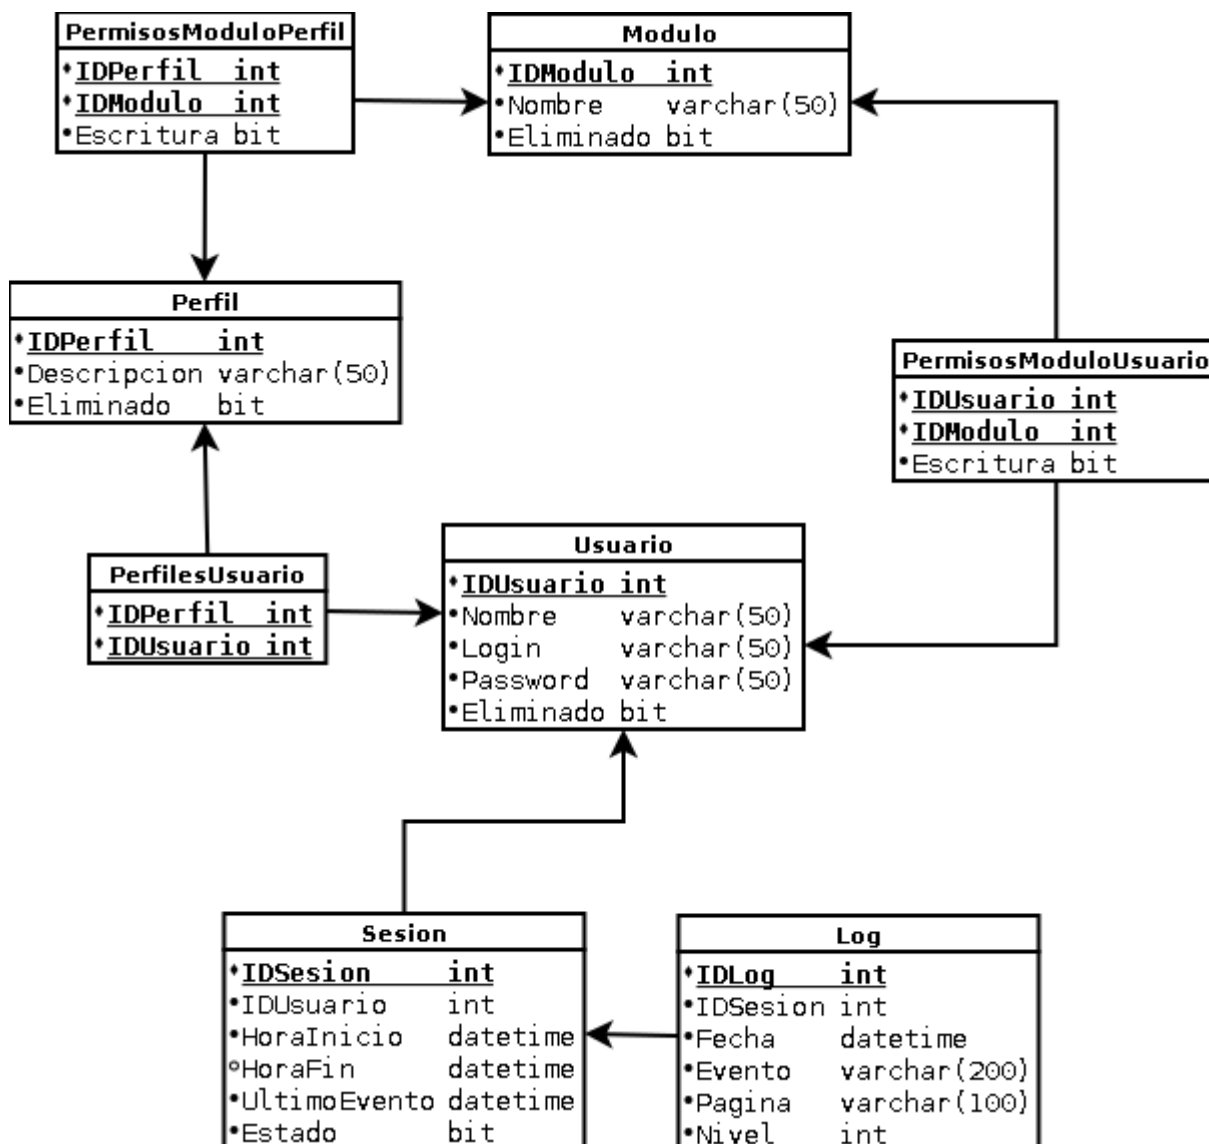 PermisosModuloPerfil
IDPerfil int
IDModulo int
Escritura bit
Modulo
IDModulo int
Nombre varchar(50)
Eliminado bit
Perfil
IDPerfil int
Descripcion varchar(50)
Eliminado bit
PermisosModuloUsuario
IDUsuario int
IDModulo int
Escritura bit
PerfilesUsuario
IDPerfil int
IDUsuario int
Usuario
IDUsuario int
Nombre varchar(50)
Login varchar(50)
Password varchar(50)
Eliminado bit
Sesion
IDSesion int
IDUsuario int
HoraInicio datetime
HoraFin datetime
UltimoEvento datetime
Estado bit
Log
IDLog int
IDSesion int
Fecha datetime
Evento varchar(200)
Pagina varchar(100)
Nivel int